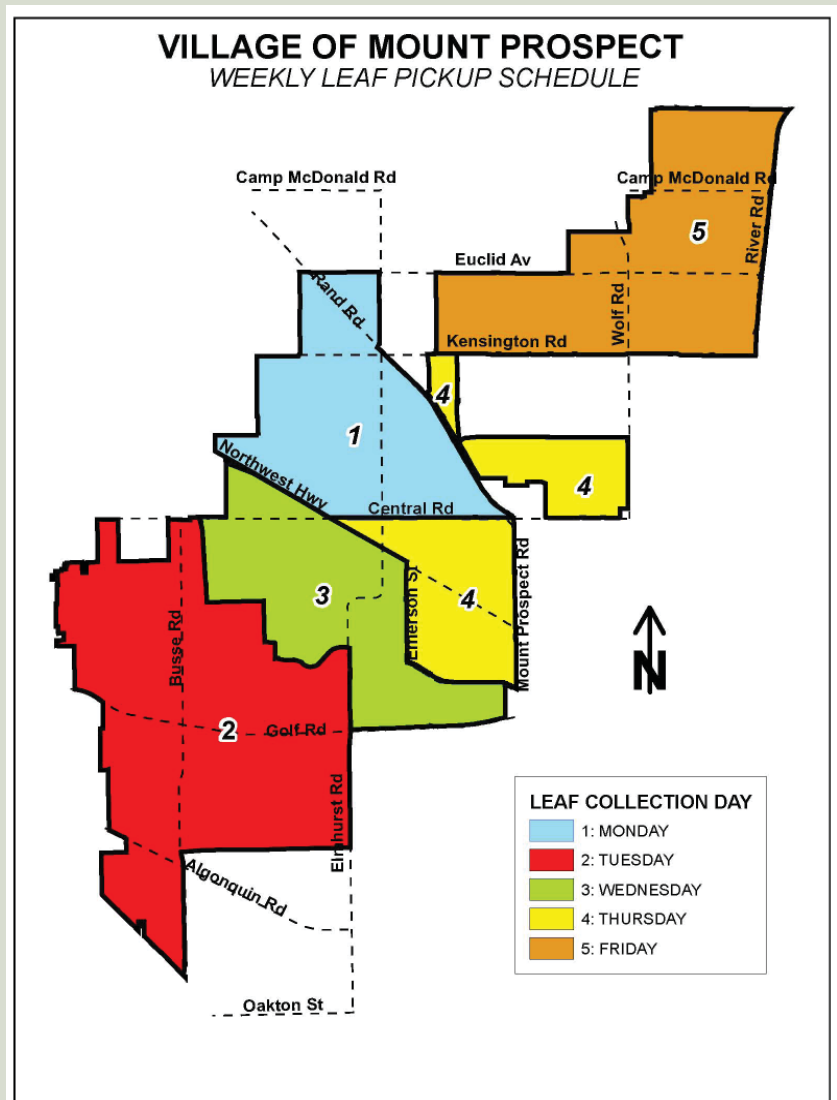 VILLAGE OF MOUNT PROSPECT
WEEKLY LEAF PICKUP SCHEDULE
Camp McDonald Rd
Camp McDonald Rd
5
River Rd
Euclid Av
Rand Rd
Wolf Rd
Kensington Rd
4
1
Northwest Hwy
4
Central Rd
Mount Prospect Rd
3
Emerson St
4
Busse Rd
N
2
Golf Rd
Elmhurst Rd
Algonquin Rd
Oakton St
LEAF COLLECTION DAY
1: MONDAY
2: TUESDAY
3: WEDNESDAY
4: THURSDAY
5: FRIDAY